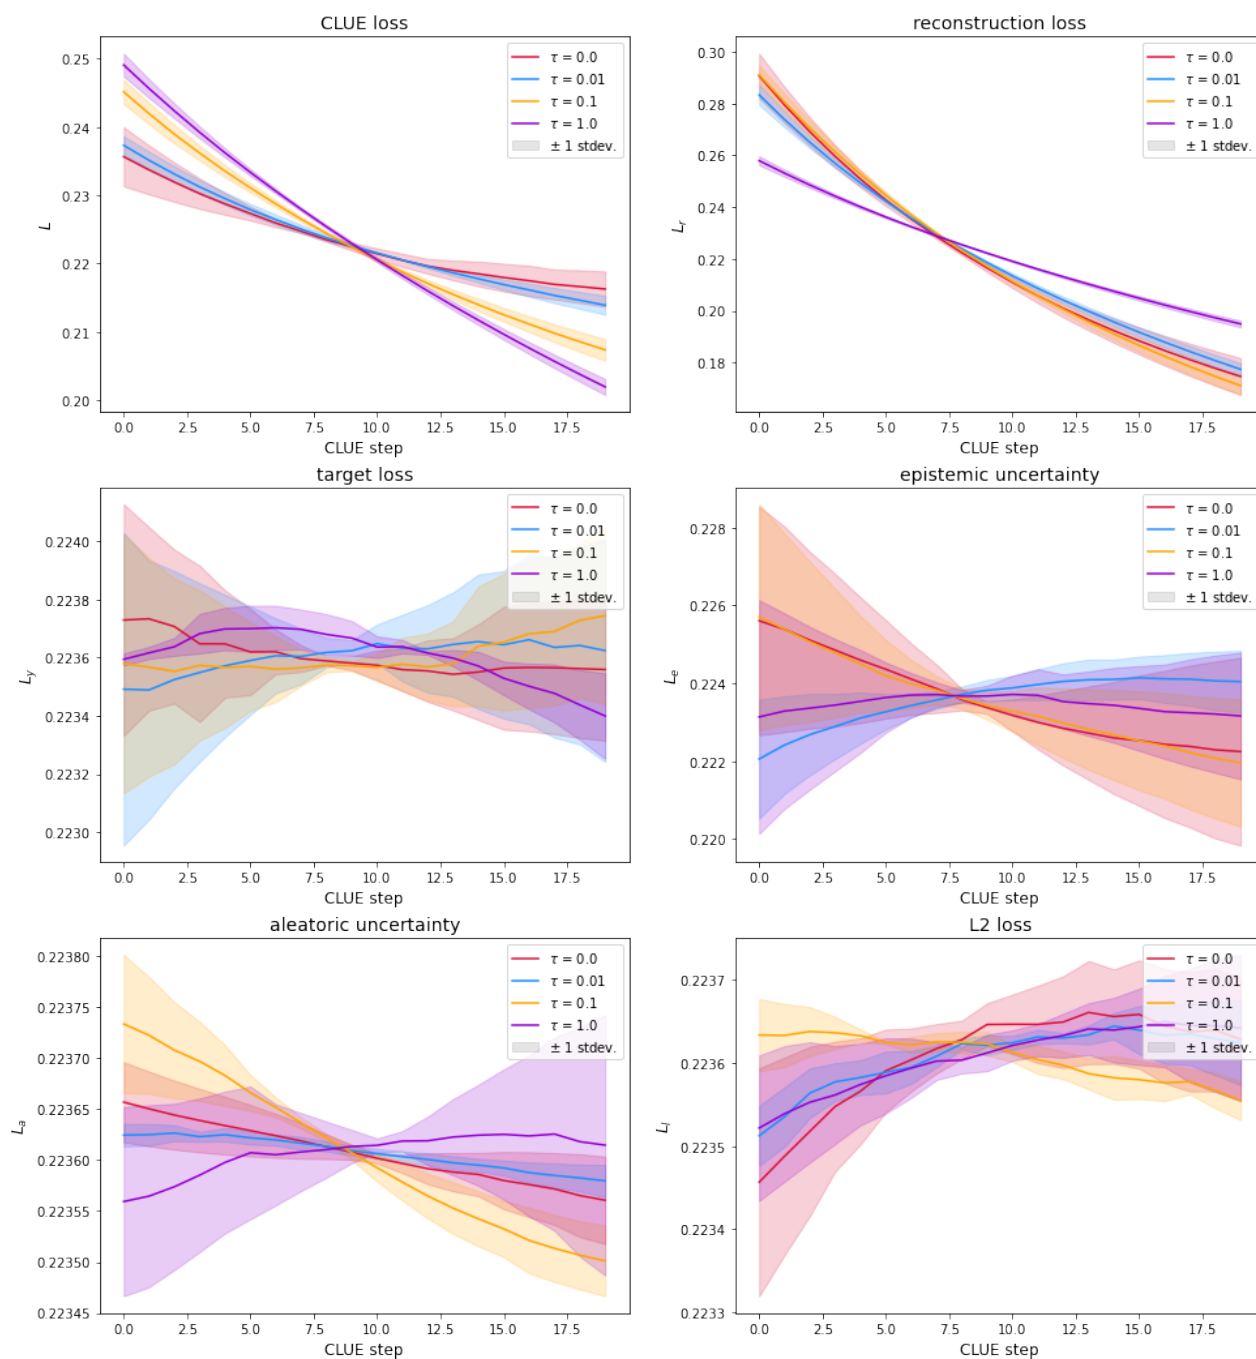 CLUE loss
L
0.25
0.24
0.23
0.22
0.21
0.20
τ = 0.0
τ = 0.01
τ = 0.1
τ = 1.0
± 1 stdev.
0.0 2.5 5.0 7.5 10.0 12.5 15.0 17.5
CLUE step
reconstruction loss
L_r
0.30
0.28
0.26
0.24
0.22
0.20
0.18
τ = 0.0
τ = 0.01
τ = 0.1
τ = 1.0
± 1 stdev.
0.0 2.5 5.0 7.5 10.0 12.5 15.0 17.5
CLUE step
target loss
L_y
0.2240
0.2238
0.2236
0.2234
0.2232
0.2230
τ = 0.0
τ = 0.01
τ = 0.1
τ = 1.0
± 1 stdev.
0.0 2.5 5.0 7.5 10.0 12.5 15.0 17.5
CLUE step
epistemic uncertainty
L_e
0.228
0.226
0.224
0.222
0.220
τ = 0.0
τ = 0.01
τ = 0.1
τ = 1.0
± 1 stdev.
0.0 2.5 5.0 7.5 10.0 12.5 15.0 17.5
CLUE step
aleatoric uncertainty
L_a
0.22380
0.22375
0.22370
0.22365
0.22360
0.22355
0.22350
0.22345
τ = 0.0
τ = 0.01
τ = 0.1
τ = 1.0
± 1 stdev.
0.0 2.5 5.0 7.5 10.0 12.5 15.0 17.5
CLUE step
L2 loss
L_l
0.2237
0.2236
0.2235
0.2234
0.2233
τ = 0.0
τ = 0.01
τ = 0.1
τ = 1.0
± 1 stdev.
0.0 2.5 5.0 7.5 10.0 12.5 15.0 17.5
CLUE step